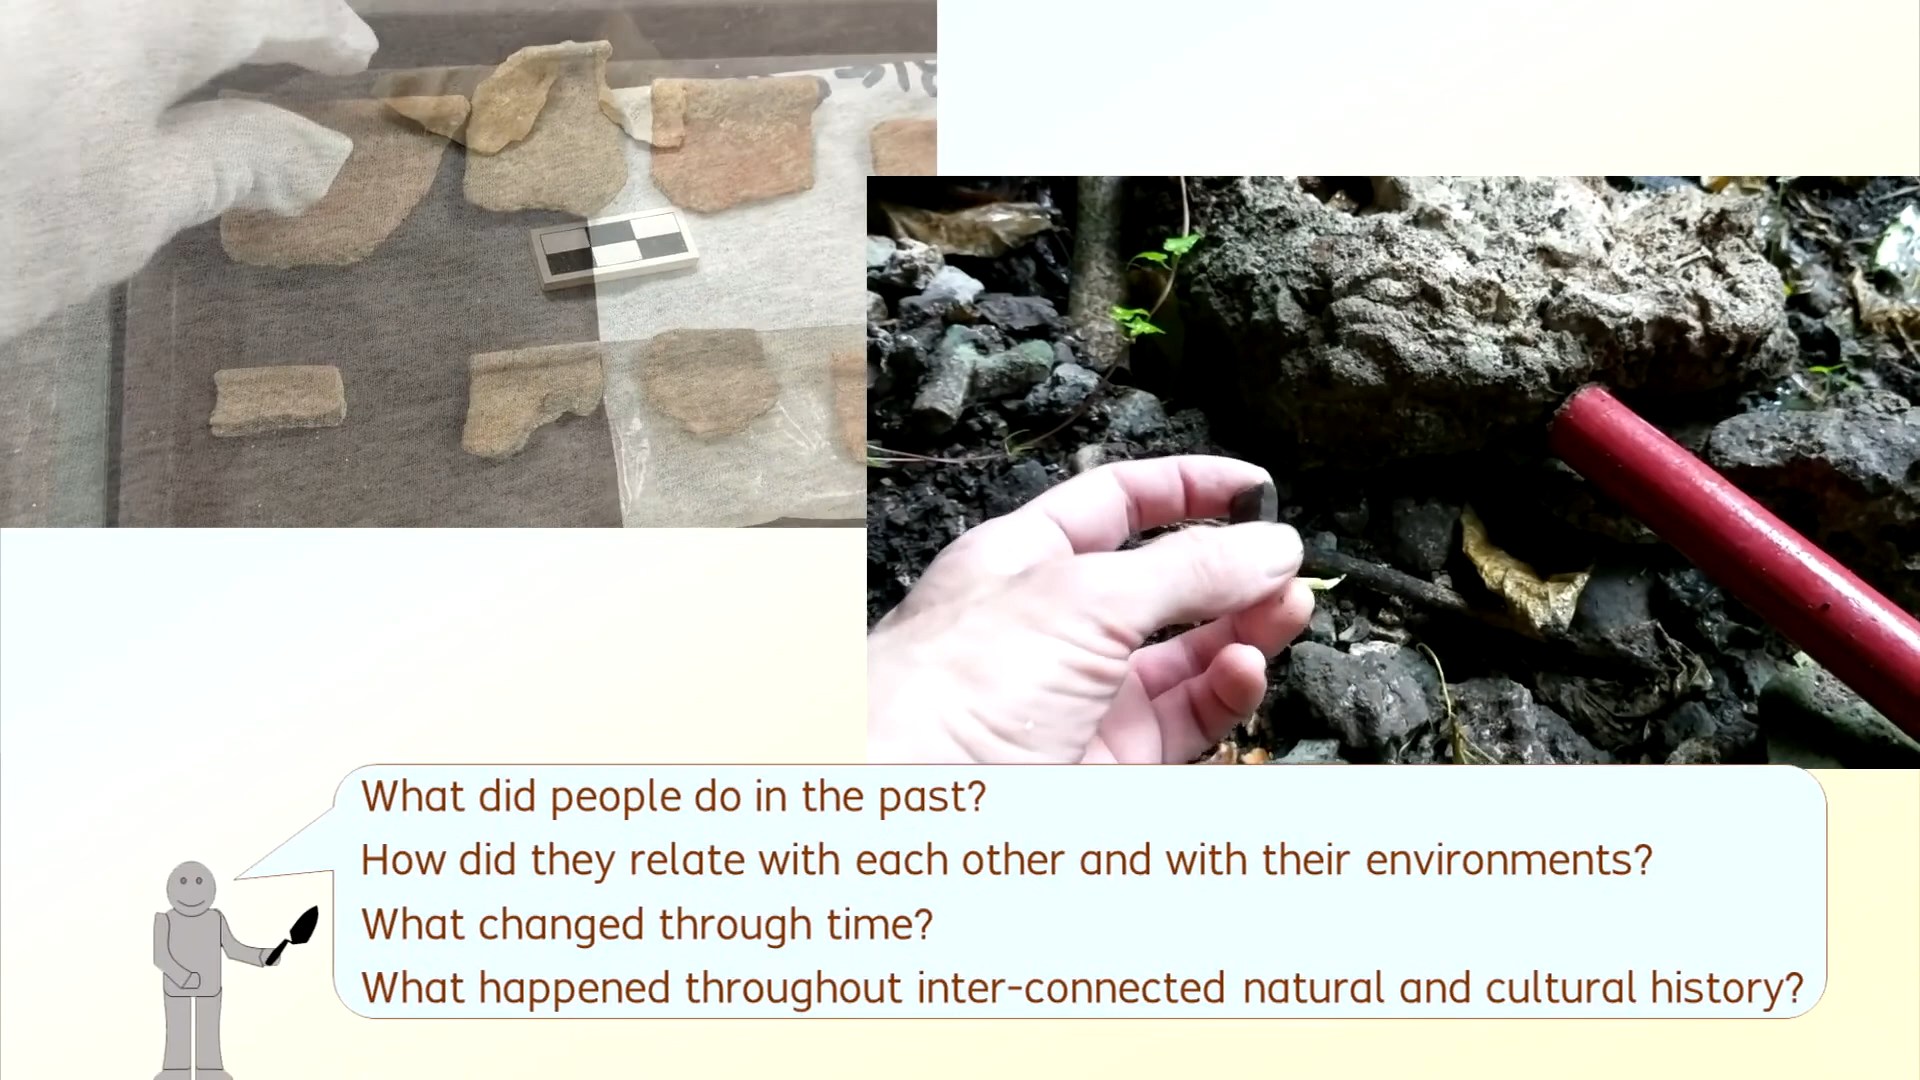 What did people do in the past?
How did they relate with each other and with their environments?
What changed through time?
What happened throughout inter-connected natural and cultural history?